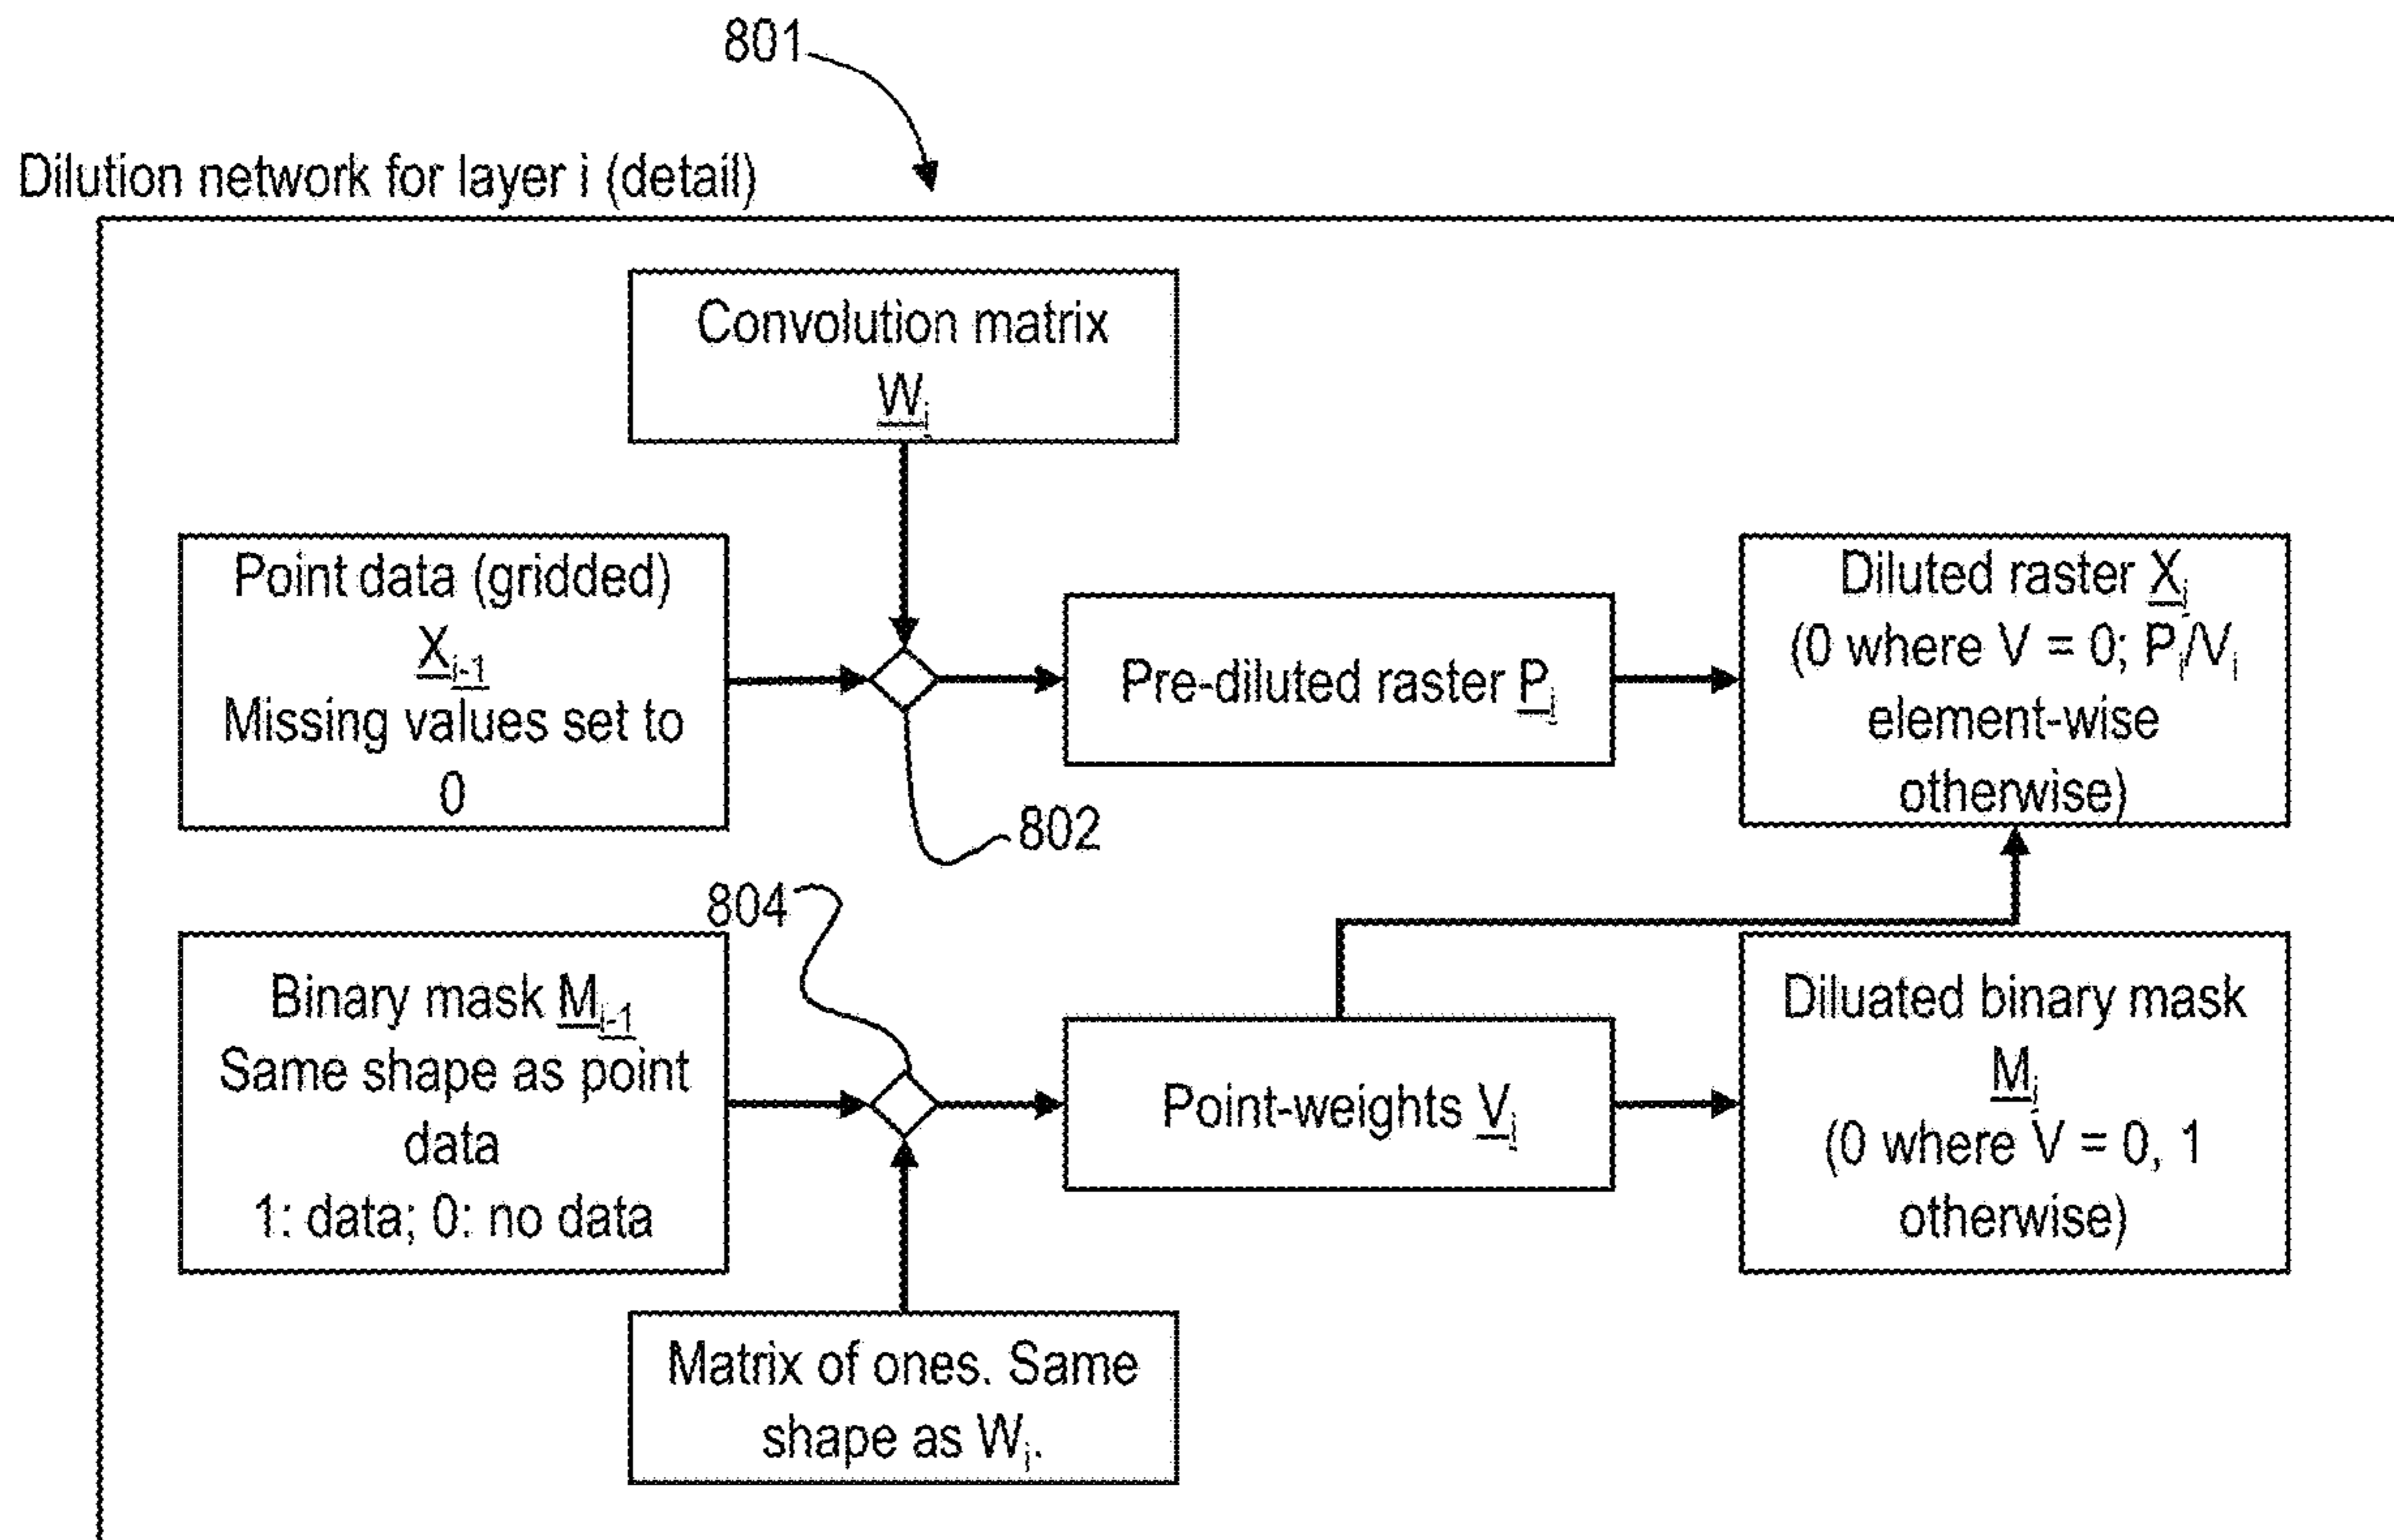 801
Dilution network for layer i (detail)
Convolution matrix
W_i
Point data (gridded)
X_i-1
Missing values set to
0
802
Pre-diluted raster P_i
Diluted raster X_i
(0 where V = 0; P_i/V_i
element-wise
otherwise)
804
Binary mask M_i-1
Same shape as point
data
1: data; 0: no data
Point-weights V_i
Diluated binary mask
M_i
(0 where V = 0, 1
otherwise)
Matrix of ones. Same
shape as W_i.